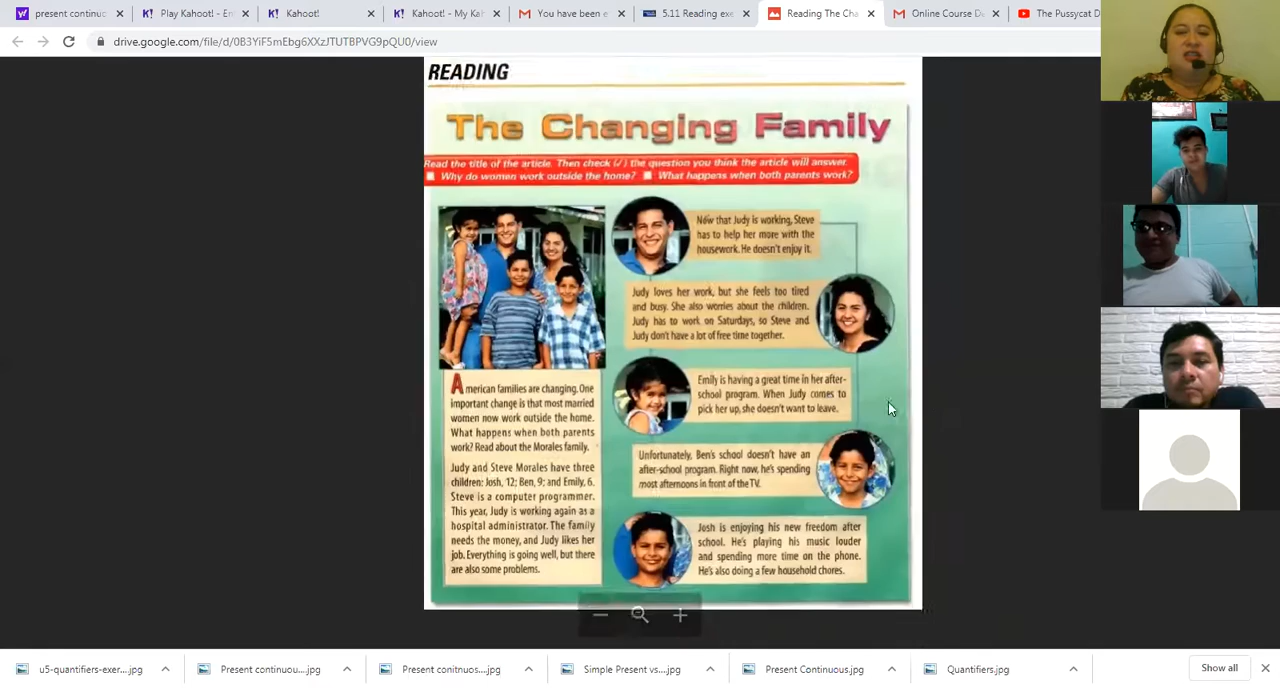 present continuo
Play Kahoot! - En
Kahoot!
Kahoot! - My Kah
You have been e
5.11 Reading exe
Reading The Cha
Online Course De
The Pussycat D
drive.google.com/file/d/0B3YiF5mEbg6XXzJTUTBPVG9pQU0/view
READING
The Changing Family
Read the title of the article. Then check (✓) the question you think the article will answer.
Why do women work outside the home? What happens when both parents work?
Now that Judy is working, Steve
has to help her more with the
housework. He doesn't enjoy it.
Judy loves her work, but she feels too tired
and busy. She also worries about the children.
Judy has to work on Saturdays, so Steve and
Judy don't have a lot of free time together.
Emily is having a great time in her after-
school program. When Judy comes to
pick her up, she doesn't want to leave.
Unfortunately, Ben's school doesn't have an
after-school program. Right now, he's spending
most afternoons in front of the TV.
Josh is enjoying his new freedom after
school. He's playing his music louder
and spending more time on the phone.
He's also doing a few household chores.
American families are changing. One
important change is that most married
women now work outside the home.
What happens when both parents
work? Read about the Morales family.
Judy and Steve Morales have three
children: Josh, 12; Ben, 9; and Emily, 6.
Steve is a computer programmer.
This year, Judy is working again as a
hospital administrator. The family
needs the money, and Judy likes her
job. Everything is going well, but there
are also some problems.
u5-quantifiers-exer....jpg
Present continuou....jpg
Present conitnuos....jpg
Simple Present vs....jpg
Present Continuous.jpg
Quantifiers.jpg
Show all